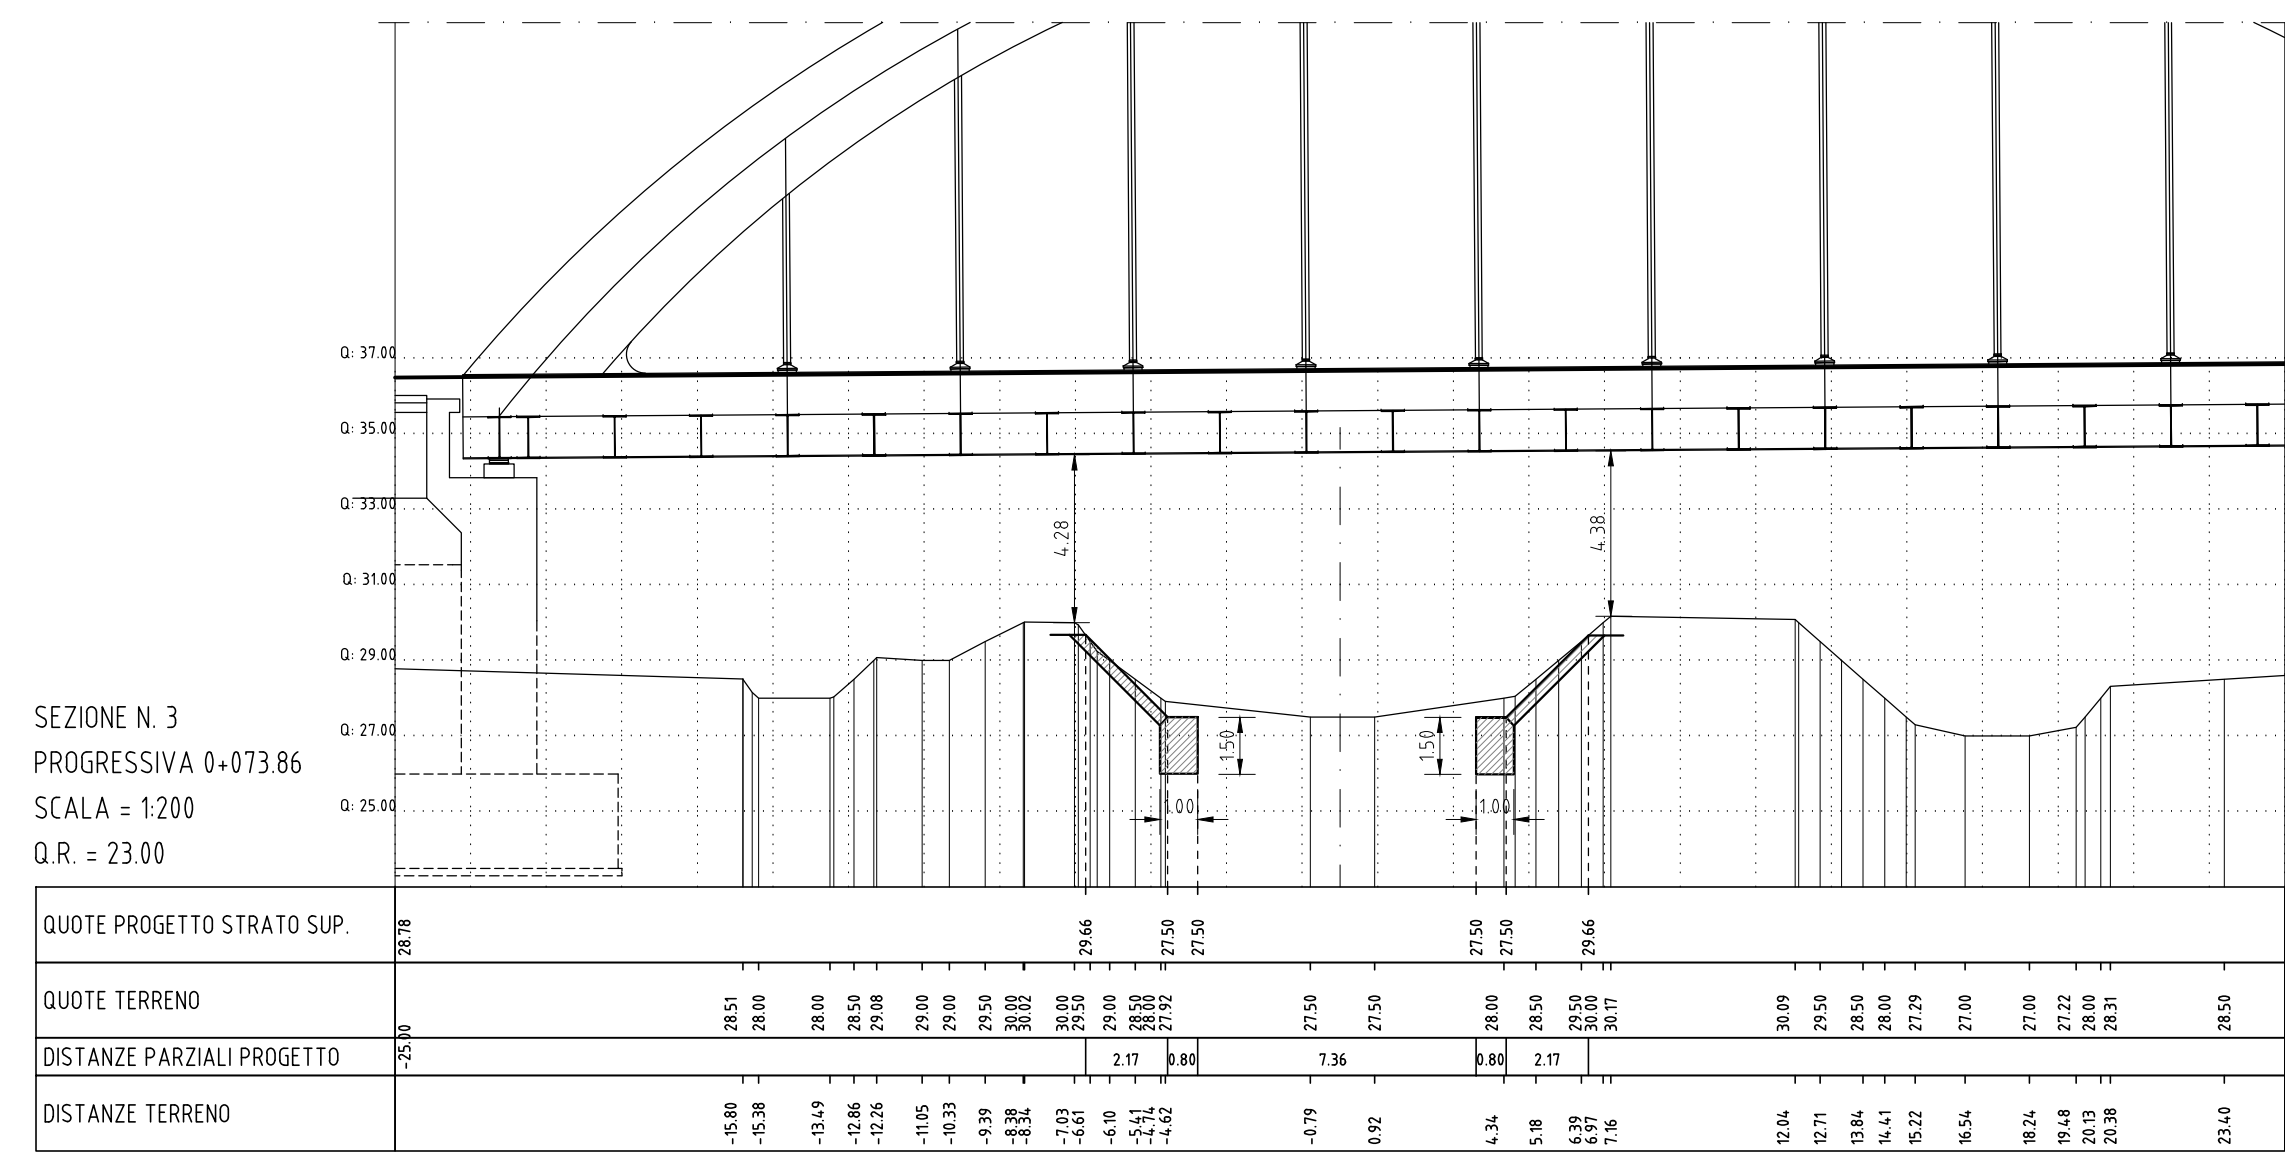 Q: 37.00
Q: 35.00
Q: 33.00
Q: 31.00
Q: 29.00
Q: 27.00
Q: 25.00
4.28
4.38
1.50
1.50
1.00
1.00
SEZIONE N. 3
PROGRESSIVA 0+073.86
SCALA = 1:200
Q.R. = 23.00
QUOTE PROGETTO STRATO SUP.
28.78 29.66 27.50 27.50 27.50 27.50 29.66
QUOTE TERRENO
28.51 28.00 28.00 28.50 29.08 29.00 29.00 29.50 30.00 30.02 30.00 29.50 29.00 28.50 28.00 27.92 27.50 27.50 28.00 28.50 29.50 30.00 30.17 30.09 29.50 28.50 28.00 27.29 27.00 27.00 27.22 28.00 28.31 28.50
DISTANZE PARZIALI PROGETTO
-25.00 2.17 0.80 7.36 0.80 2.17
DISTANZE TERRENO
-15.80 -15.38 -13.49 -12.86 -12.26 -11.05 -10.33 -9.39 -8.38 -8.34 -7.03 -6.61 -6.10 -5.41 -4.74 -4.62 -0.79 0.92 4.34 5.18 6.39 6.97 7.16 12.04 12.71 13.84 14.41 15.22 16.54 18.24 19.48 20.13 20.38 23.40